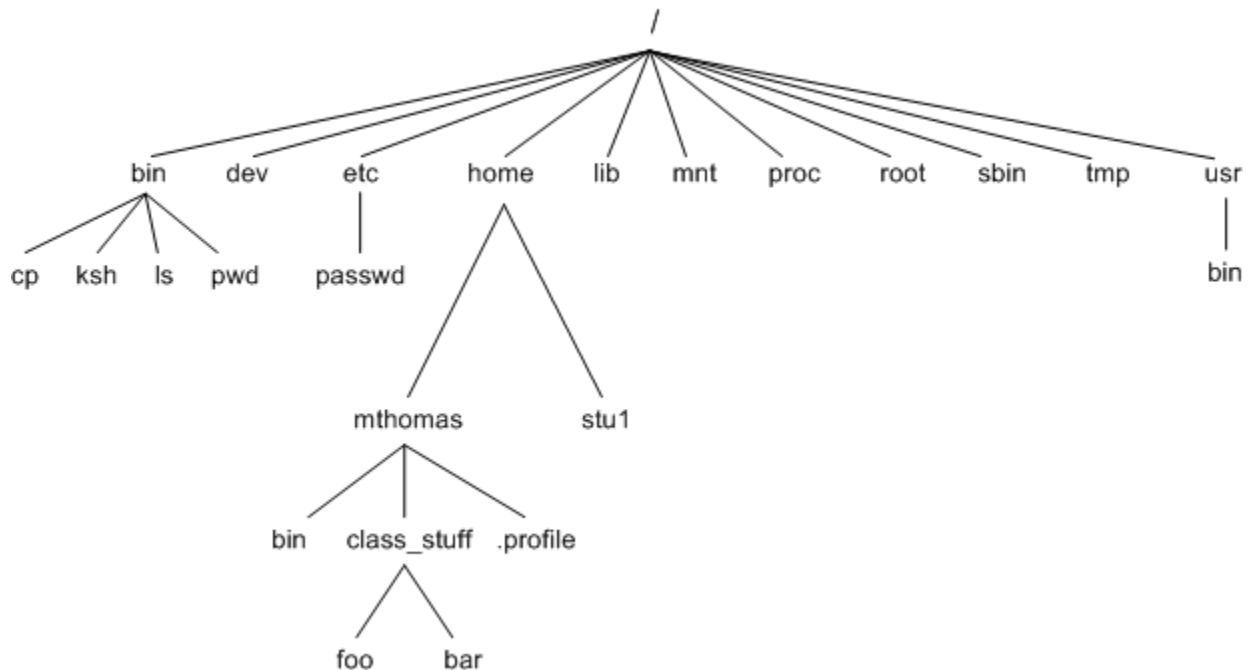 /
bin dev etc home lib mnt proc root sbin tmp usr
cp ksh ls pwd passwd bin
mthomas stu1
bin class_stuff .profile
foo bar